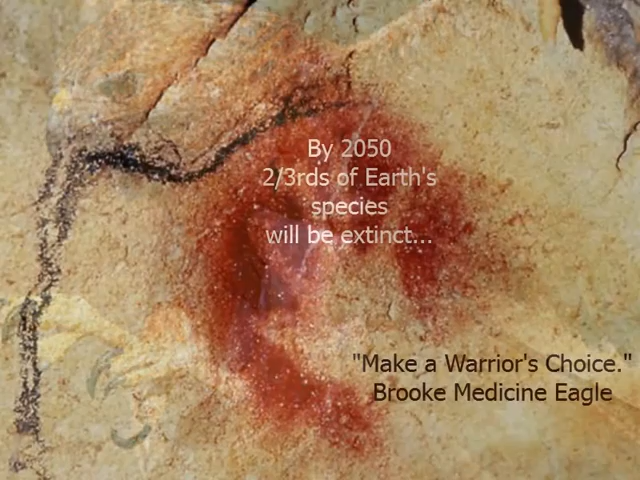 By 2050
2/3rds of Earth's
species
will be extinct...
"Make a Warrior's Choice."
Brooke Medicine Eagle